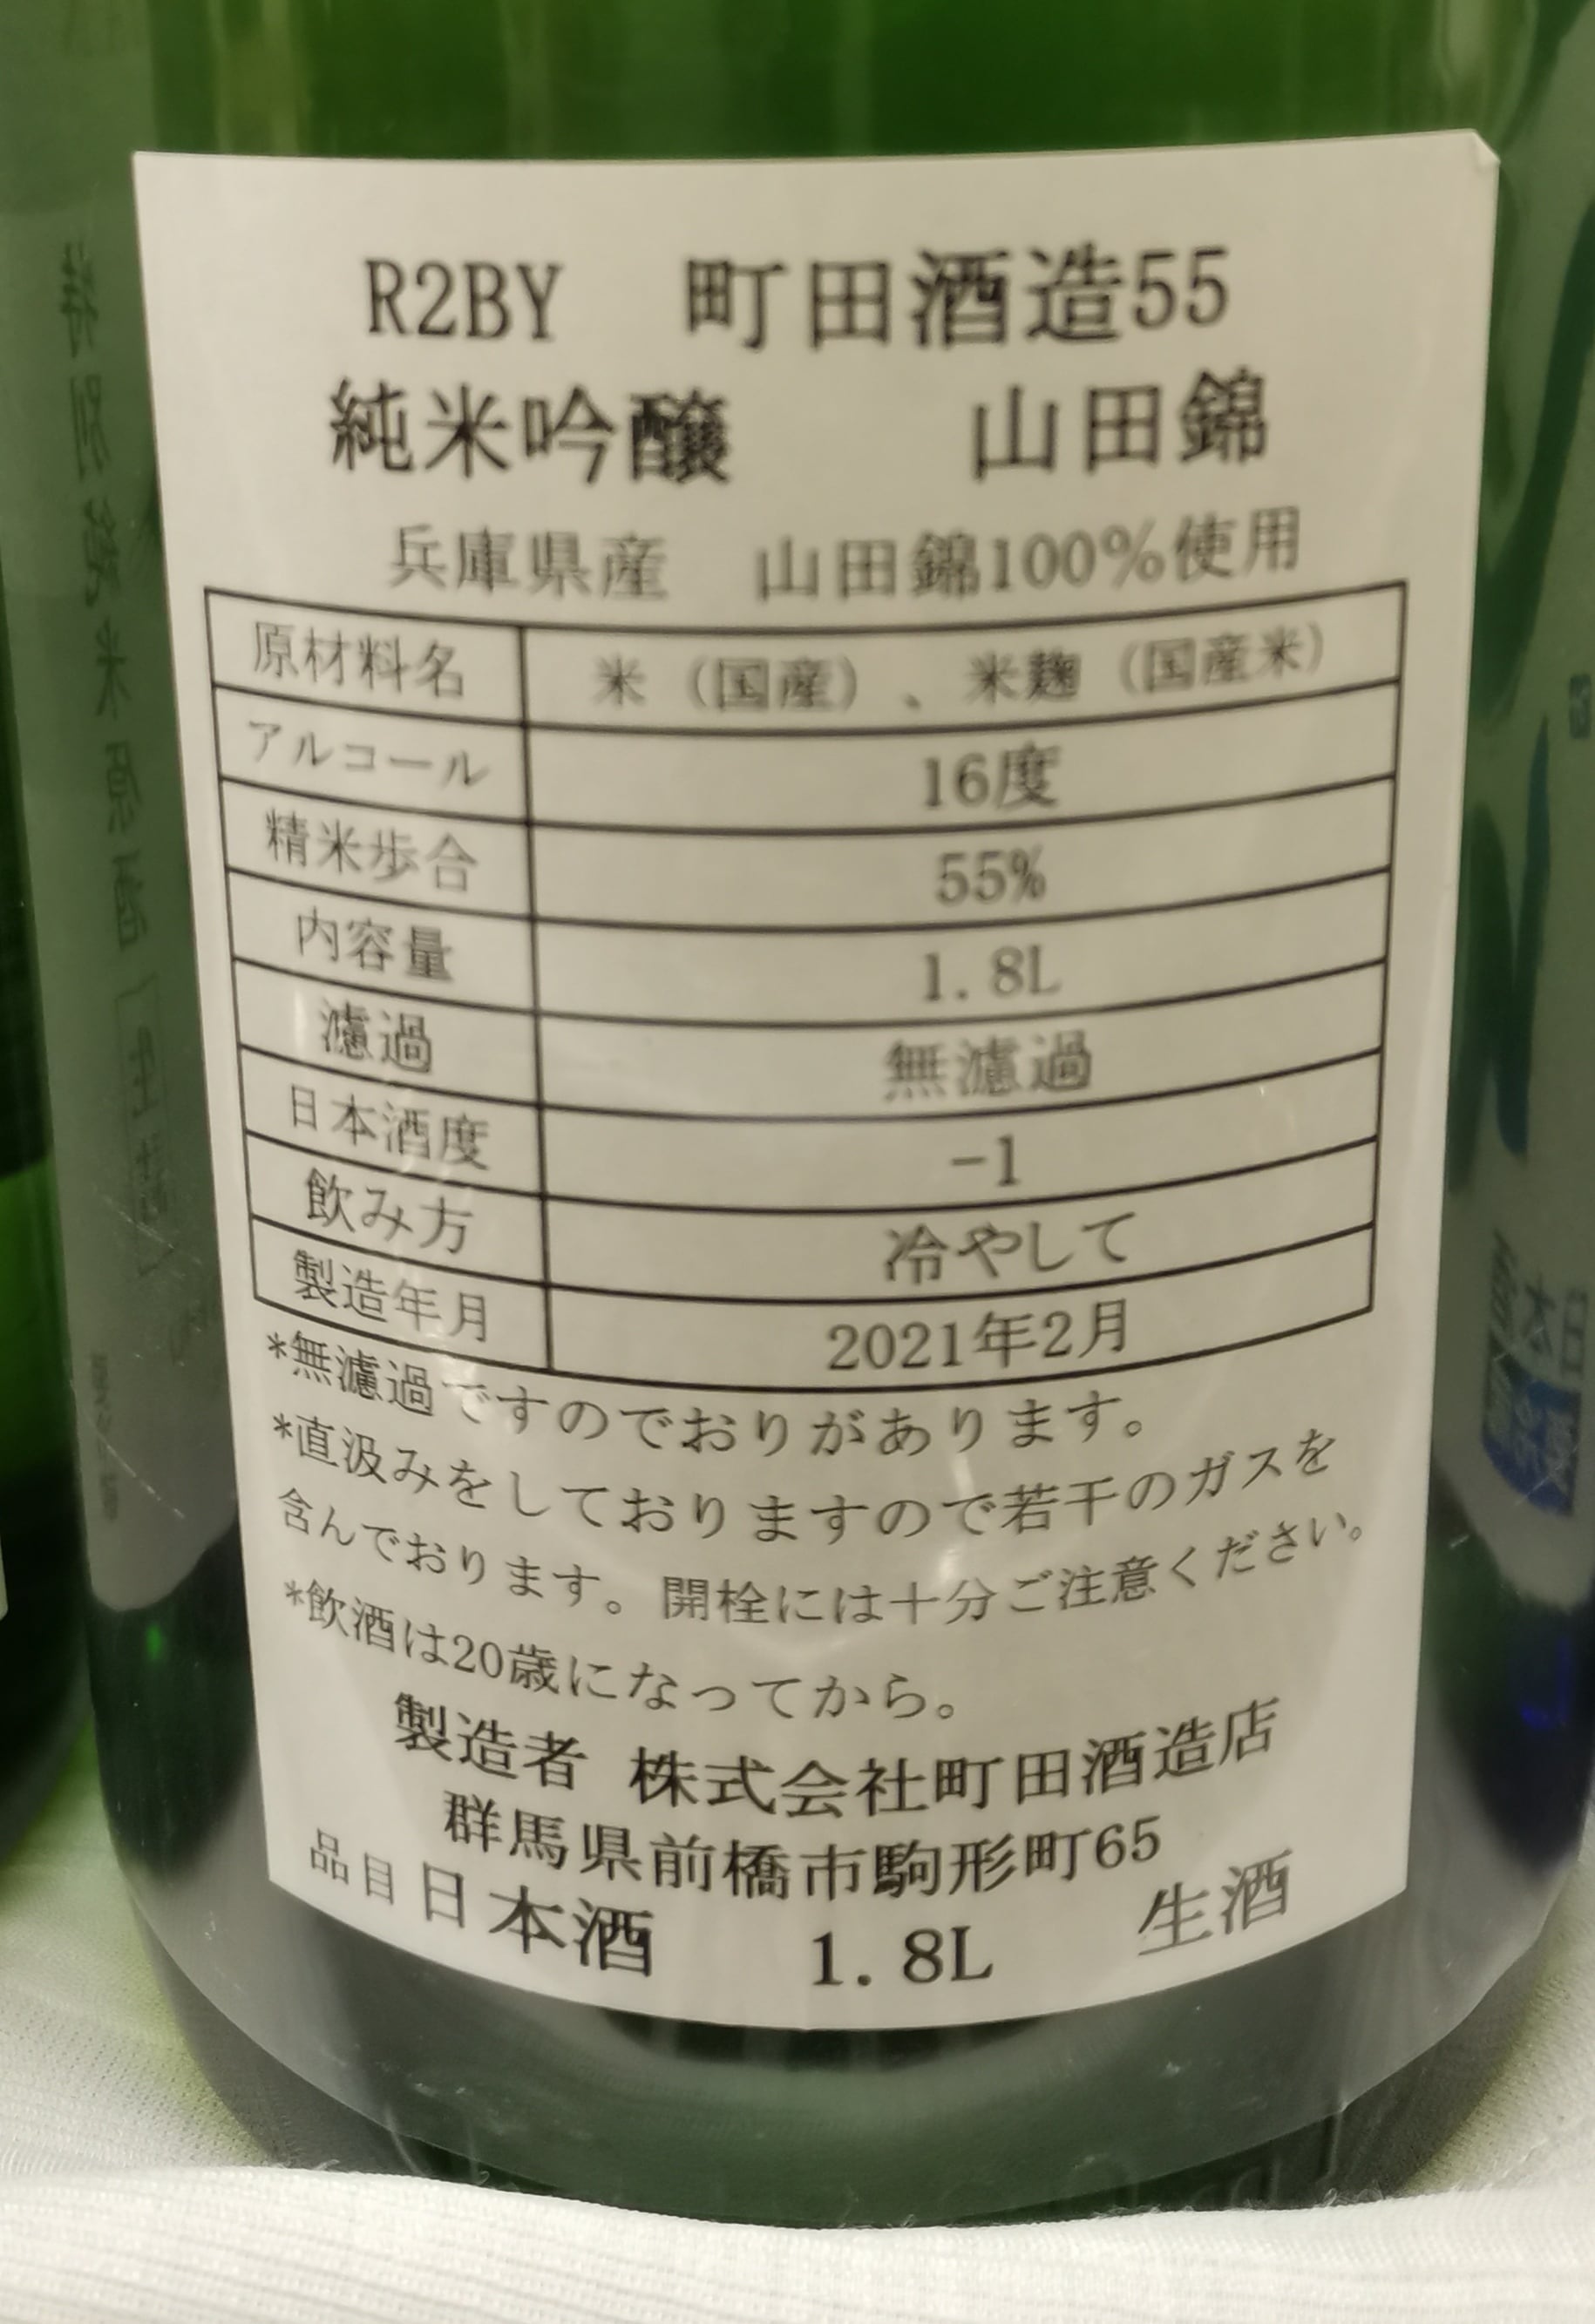 R2BY 町田酒造55
純米吟醸 山田錦
兵庫県産 山田錦100%使用
原材料名 米（国産）、米麹（国産米）
アルコール 16度
精米歩合 55%
内容量 1.8L
濾過 無濾過
日本酒度 -1
飲み方 冷やして
製造年月 2021年2月
*無濾過ですのでおりがあります。
*直汲みをしておりますので若干のガスを
含んでおります。開栓には十分ご注意ください。
*飲酒は20歳になってから。
製造者 株式会社町田酒造店
群馬県前橋市駒形町65
品目 日本酒 1.8L 生酒
特別純米原酒